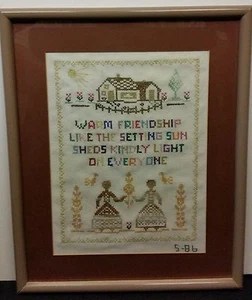 WARM FRIENDSHIP
LIKE THE SETTING SUN
SHEDS KINDLY LIGHT
ON EVERYONE
5-86